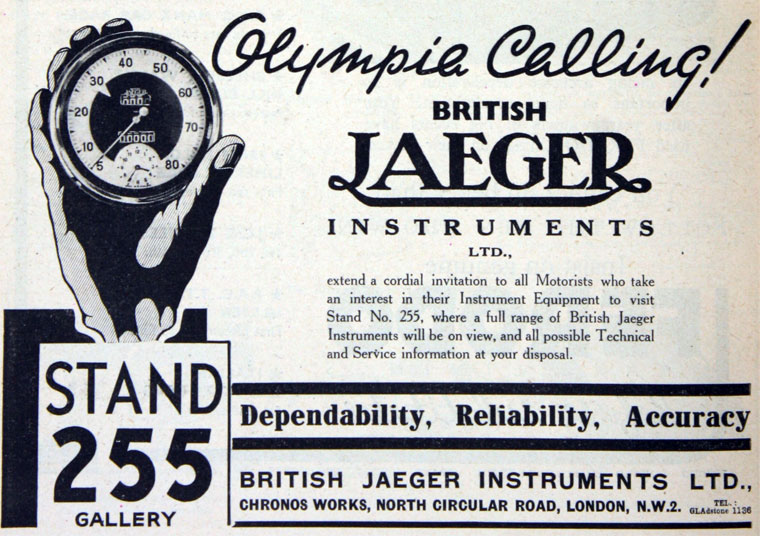 Olympia Calling!
BRITISH
JAEGER
INSTRUMENTS
LTD.,
extend a cordial invitation to all Motorists who take
an interest in their Instrument Equipment to visit
Stand No. 255, where a full range of British Jaeger
Instruments will be on view, and all possible Technical
and Service information at your disposal.
5 10 20 30 40 50 60 70 80
STAND
255
GALLERY
Dependability, Reliability, Accuracy
BRITISH JAEGER INSTRUMENTS LTD.,
CHRONOS WORKS, NORTH CIRCULAR ROAD, LONDON, N.W.2.
TEL. :
GLAdstone 1136